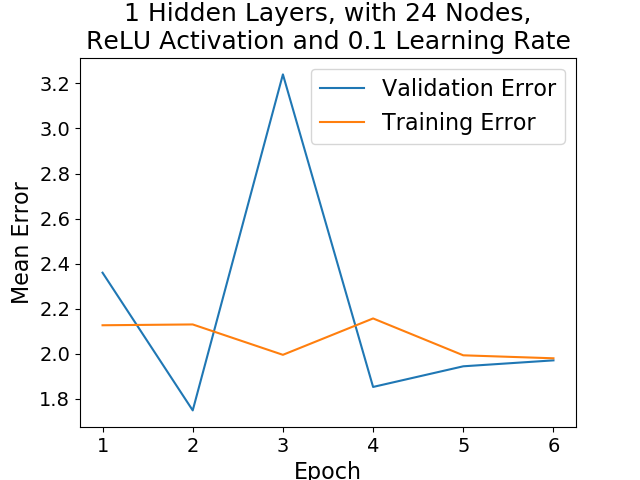 1 Hidden Layers, with 24 Nodes,
ReLU Activation and 0.1 Learning Rate
Validation Error
Training Error
Mean Error
3.2
3.0
2.8
2.6
2.4
2.2
2.0
1.8
1 2 3 4 5 6
Epoch